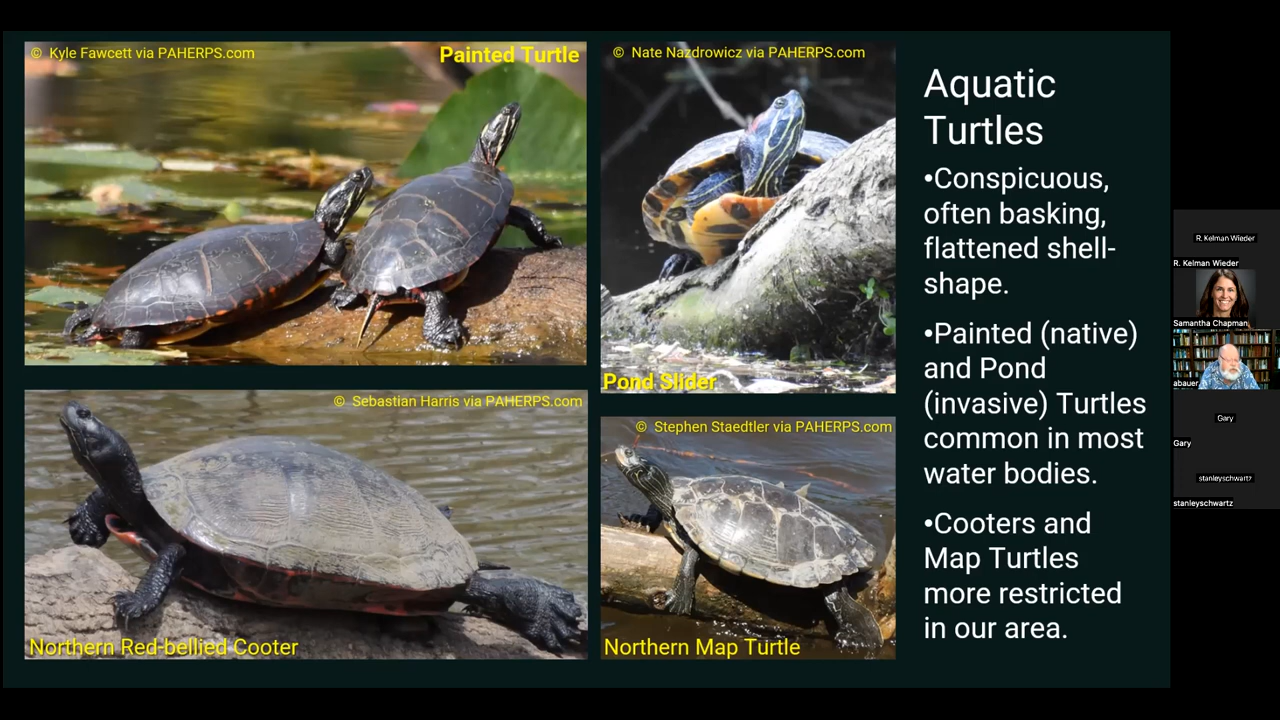 © Kyle Fawcett via PAHERPS.com
Painted Turtle
© Nate Nazdrowicz via PAHERPS.com
Pond Slider
© Sebastian Harris via PAHERPS.com
Northern Red-bellied Cooter
© Stephen Staedtler via PAHERPS.com
Northern Map Turtle
Aquatic
Turtles
•Conspicuous,
often basking,
flattened shell-
shape.
•Painted (native)
and Pond
(invasive) Turtles
common in most
water bodies.
•Cooters and
Map Turtles
more restricted
in our area.
R. Kelman Wieder
R. Kelman Wieder
Samantha Chapman
abauer
Gary
Gary
stanleyschwartz
stanleyschwartz